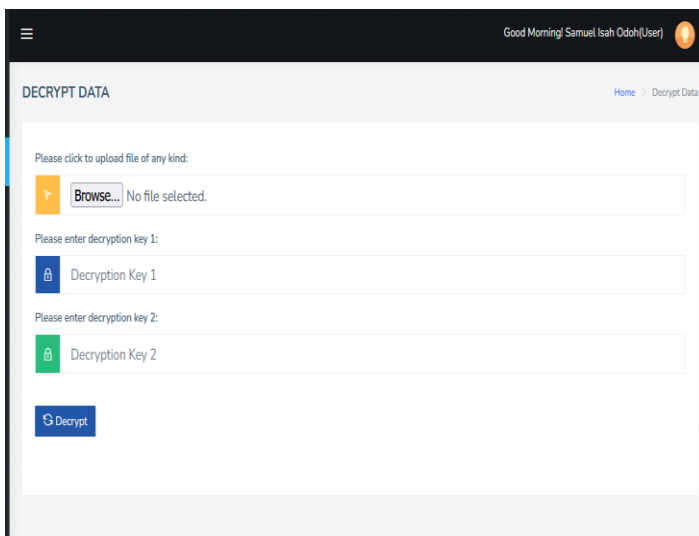 Good Morning! Samuel Isah Odoh(User)
DECRYPT DATA
Home Decrypt Data
Please click to upload file of any kind:
Browse... No file selected.
Please enter decryption key 1:
Decryption Key 1
Please enter decryption key 2:
Decryption Key 2
Decrypt